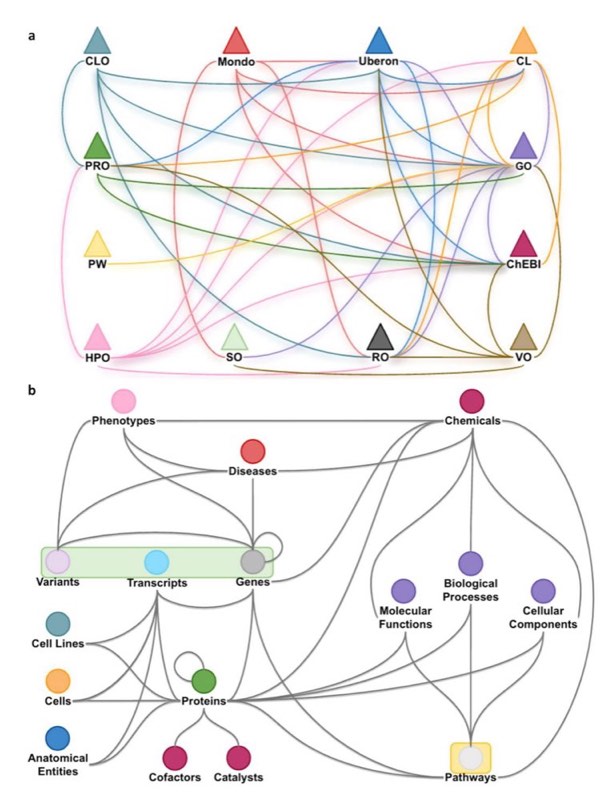 a
CLO Mondo Uberon CL
PRO GO
PW ChEBI
HPO SO RO VO
b
Phenotypes Chemicals
Diseases
Variants Transcripts Genes
Biological
Processes
Molecular
Functions
Cellular
Components
Cell Lines
Cells Proteins
Anatomical
Entities
Cofactors Catalysts Pathways